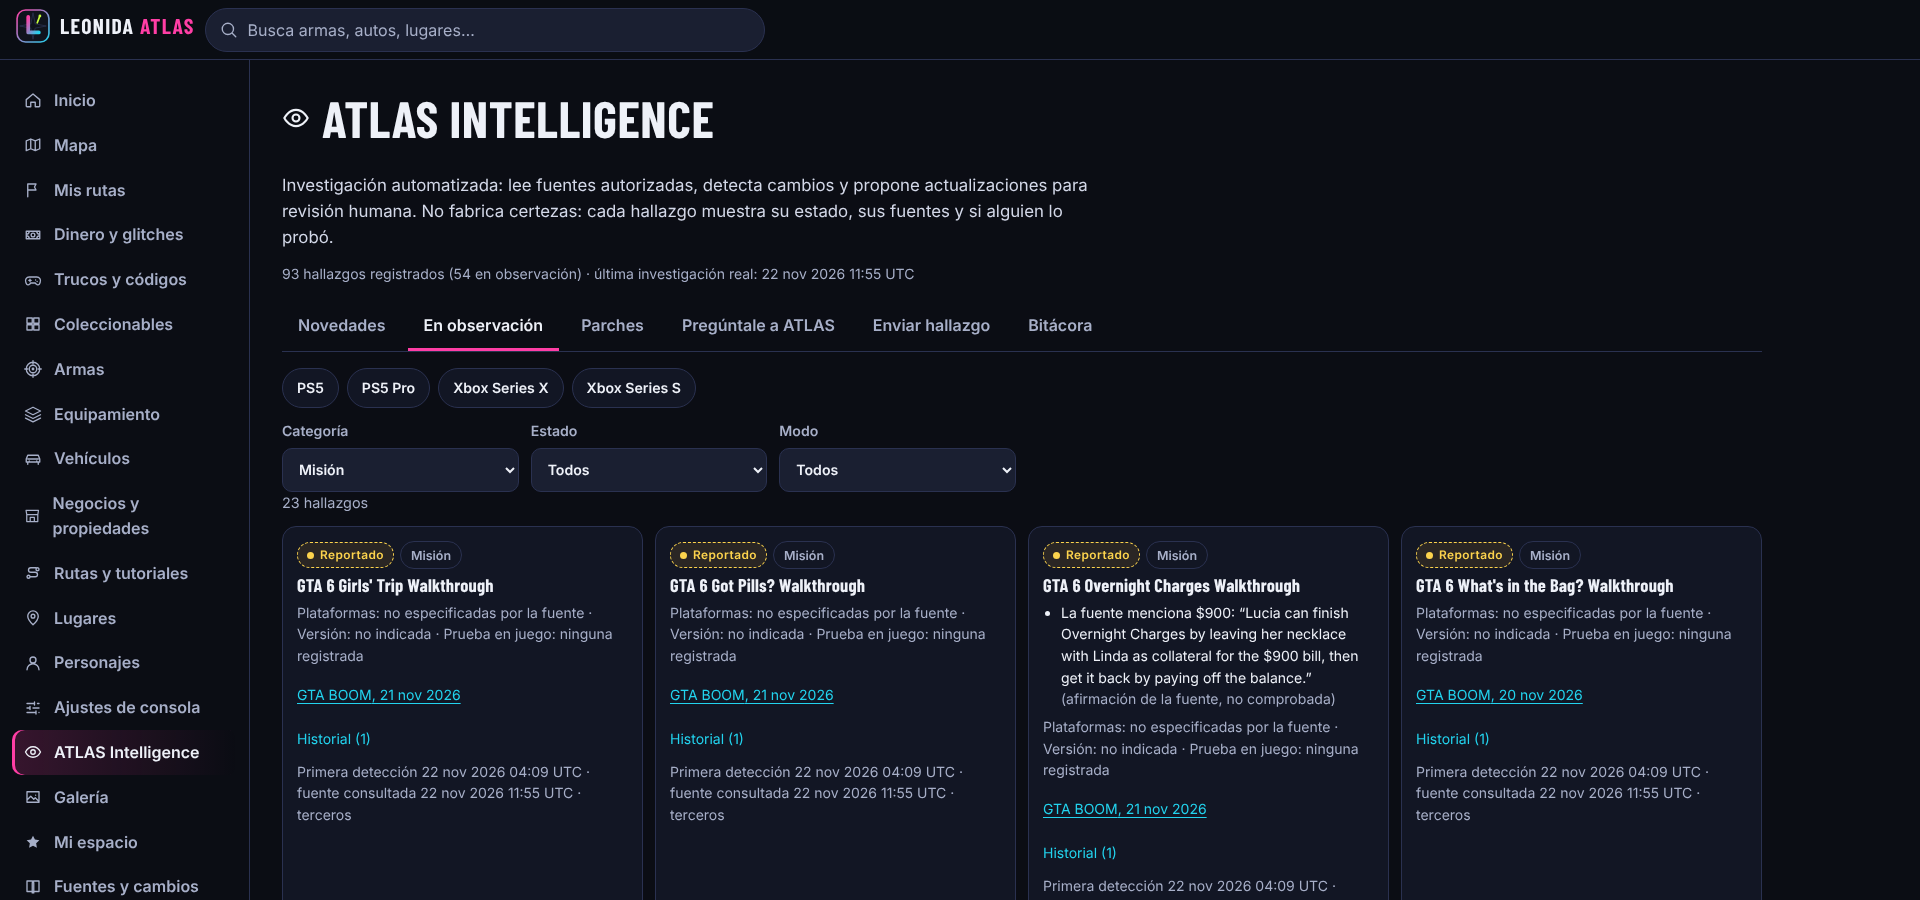 LEONIDA ATLAS
Busca armas, autos, lugares...
Inicio
Mapa
Mis rutas
Dinero y glitches
Trucos y códigos
Coleccionables
Armas
Equipamiento
Vehículos
Negocios y
propiedades
Rutas y tutoriales
Lugares
Personajes
Ajustes de consola
ATLAS Intelligence
Galería
Mi espacio
Fuentes y cambios
ATLAS INTELLIGENCE
Investigación automatizada: lee fuentes autorizadas, detecta cambios y propone actualizaciones para
revisión humana. No fabrica certezas: cada hallazgo muestra su estado, sus fuentes y si alguien lo
probó.
93 hallazgos registrados (54 en observación) · última investigación real: 22 nov 2026 11:55 UTC
Novedades En observación Parches Pregúntale a ATLAS Enviar hallazgo Bitácora
PS5 PS5 Pro Xbox Series X Xbox Series S
Categoría Estado Modo
Misión Todos Todos
23 hallazgos
Reportado Misión
GTA 6 Girls' Trip Walkthrough
Plataformas: no especificadas por la fuente ·
Versión: no indicada · Prueba en juego: ninguna
registrada
GTA BOOM, 21 nov 2026
Historial (1)
Primera detección 22 nov 2026 04:09 UTC ·
fuente consultada 22 nov 2026 11:55 UTC ·
terceros
Reportado Misión
GTA 6 Got Pills? Walkthrough
Plataformas: no especificadas por la fuente ·
Versión: no indicada · Prueba en juego: ninguna
registrada
GTA BOOM, 21 nov 2026
Historial (1)
Primera detección 22 nov 2026 04:09 UTC ·
fuente consultada 22 nov 2026 11:55 UTC ·
terceros
Reportado Misión
GTA 6 Overnight Charges Walkthrough
• La fuente menciona $900: “Lucia can finish
Overnight Charges by leaving her necklace
with Linda as collateral for the $900 bill, then
get it back by paying off the balance.”
(afirmación de la fuente, no comprobada)
Plataformas: no especificadas por la fuente ·
Versión: no indicada · Prueba en juego: ninguna
registrada
GTA BOOM, 21 nov 2026
Historial (1)
Primera detección 22 nov 2026 04:09 UTC ·
Reportado Misión
GTA 6 What's in the Bag? Walkthrough
Plataformas: no especificadas por la fuente ·
Versión: no indicada · Prueba en juego: ninguna
registrada
GTA BOOM, 20 nov 2026
Historial (1)
Primera detección 22 nov 2026 04:09 UTC ·
fuente consultada 22 nov 2026 11:55 UTC ·
terceros